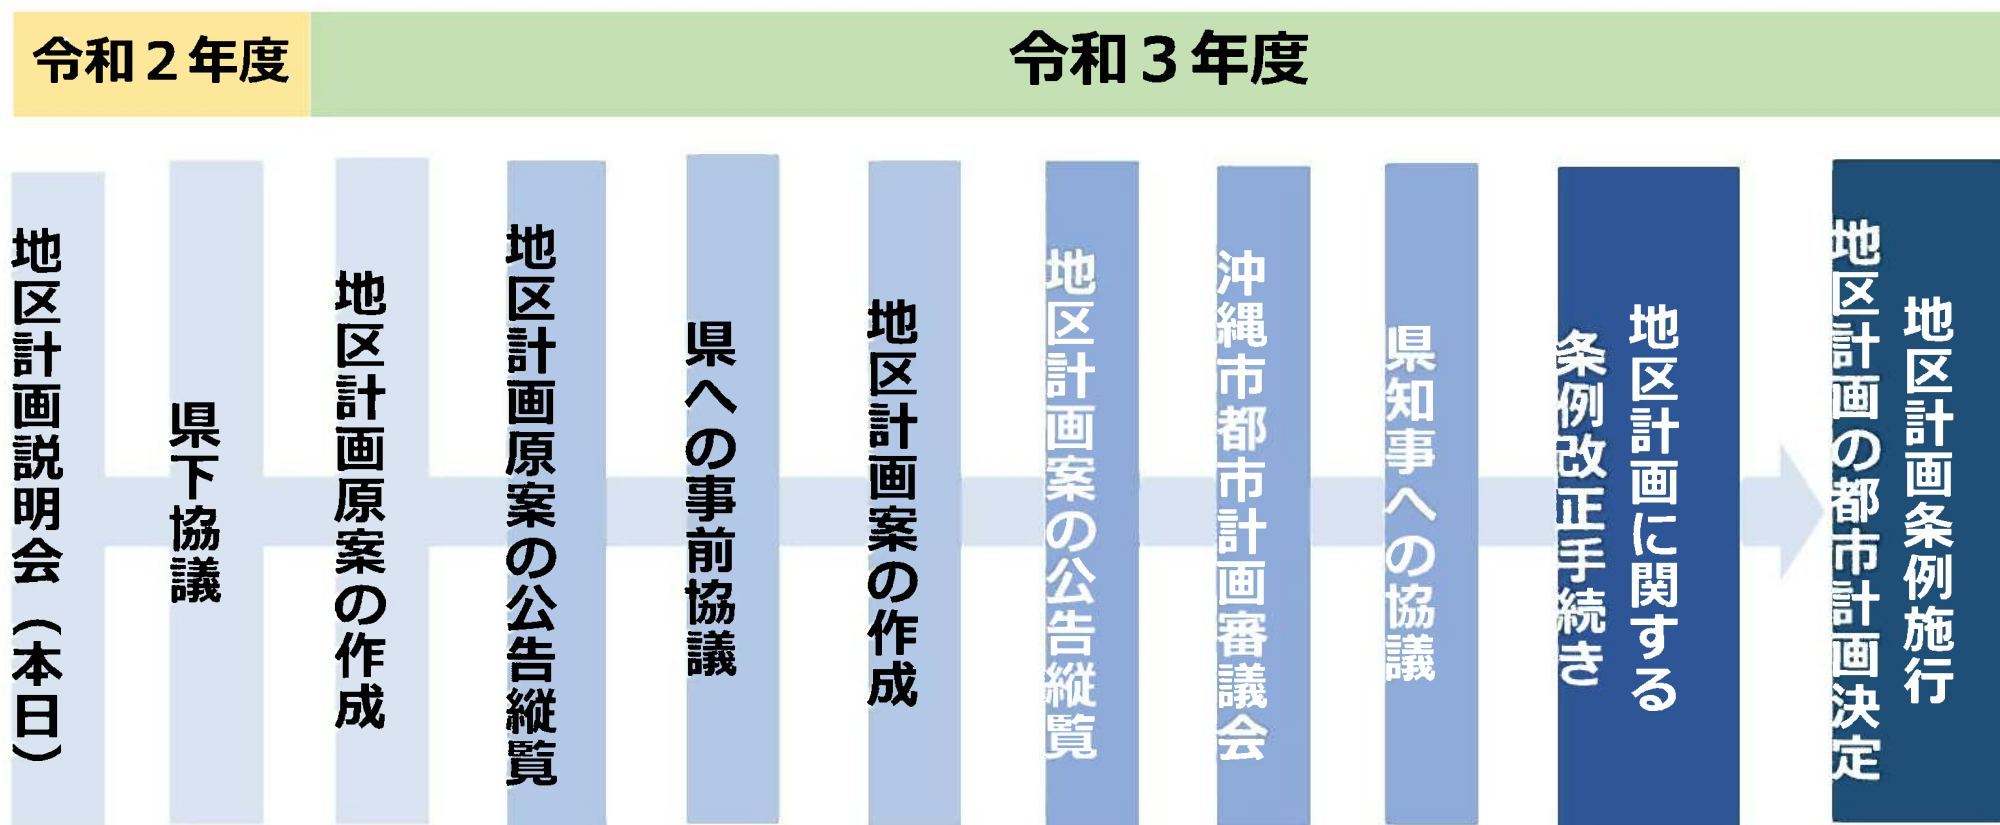 令和２年度
令和３年度
地区計画説明会（本日）
県下協議
地区計画原案の作成
地区計画原案の公告縦覧
県への事前協議
地区計画案の作成
地区計画案の公告縦覧
沖縄市都市計画審議会
県知事への協議
地区計画に関する
条例改正手続き
地区計画条例施行
地区計画の都市計画決定